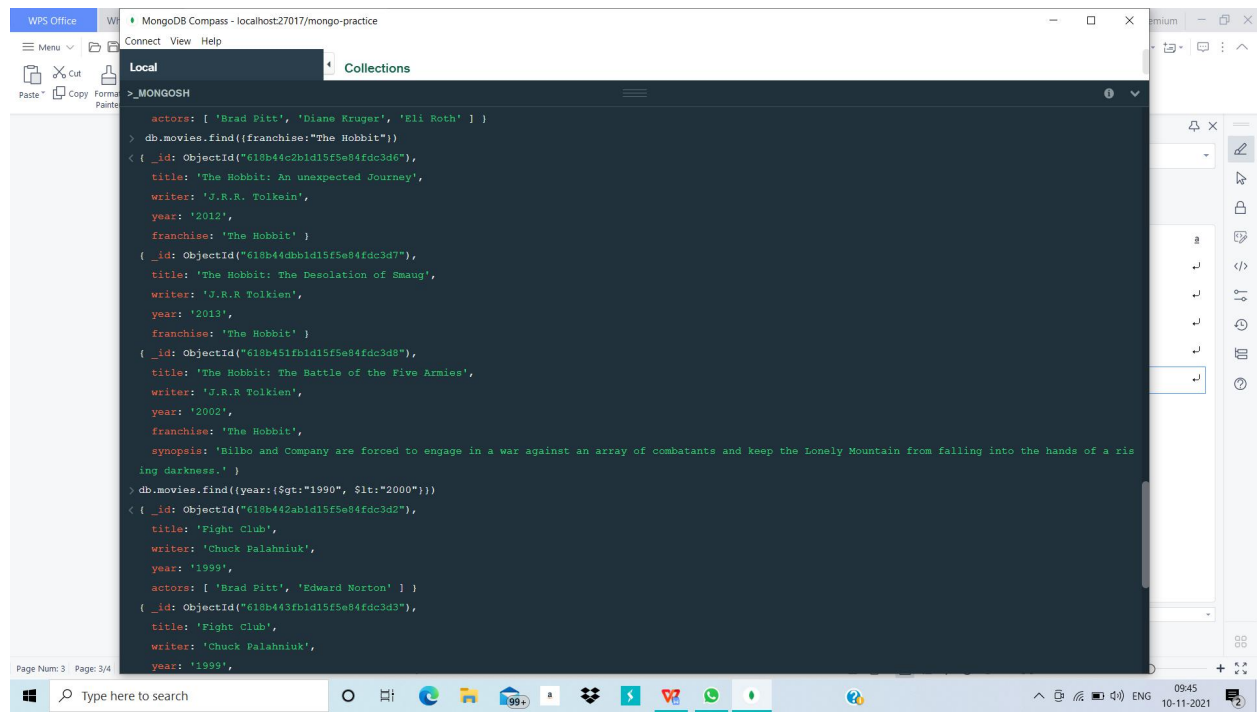 WPS Office
MongoDB Compass - localhost:27017/mongo-practice
emium
Menu
Connect View Help
Local
Collections
Cut
Paste
Copy
Format
Painte
>_MONGOSH
actors: [ 'Brad Pitt', 'Diane Kruger', 'Eli Roth' ] }
> db.movies.find({franchise:"The Hobbit"})
< { _id: ObjectId("618b44c2b1d15f5e84fdc3d6"),
title: 'The Hobbit: An unexpected Journey',
writer: 'J.R.R. Tolkein',
year: '2012',
franchise: 'The Hobbit' }
{ _id: ObjectId("618b44dbb1d15f5e84fdc3d7"),
title: 'The Hobbit: The Desolation of Smaug',
writer: 'J.R.R Tolkien',
year: '2013',
franchise: 'The Hobbit' }
{ _id: ObjectId("618b451fb1d15f5e84fdc3d8"),
title: 'The Hobbit: The Battle of the Five Armies',
writer: 'J.R.R Tolkien',
year: '2002',
franchise: 'The Hobbit',
synopsis: 'Bilbo and Company are forced to engage in a war against an array of combatants and keep the Lonely Mountain from falling into the hands of a ris
ing darkness.' }
> db.movies.find({year:{$gt:"1990", $lt:"2000"}})
< { _id: ObjectId("618b442ab1d15f5e84fdc3d2"),
title: 'Fight Club',
writer: 'Chuck Palahniuk',
year: '1999',
actors: [ 'Brad Pitt', 'Edward Norton' ] }
{ _id: ObjectId("618b443fb1d15f5e84fdc3d3"),
title: 'Fight Club',
writer: 'Chuck Palahniuk',
year: '1999',
Page Num: 3 Page: 3/4
Type here to search
99+
ENG
09:45
10-11-2021
2